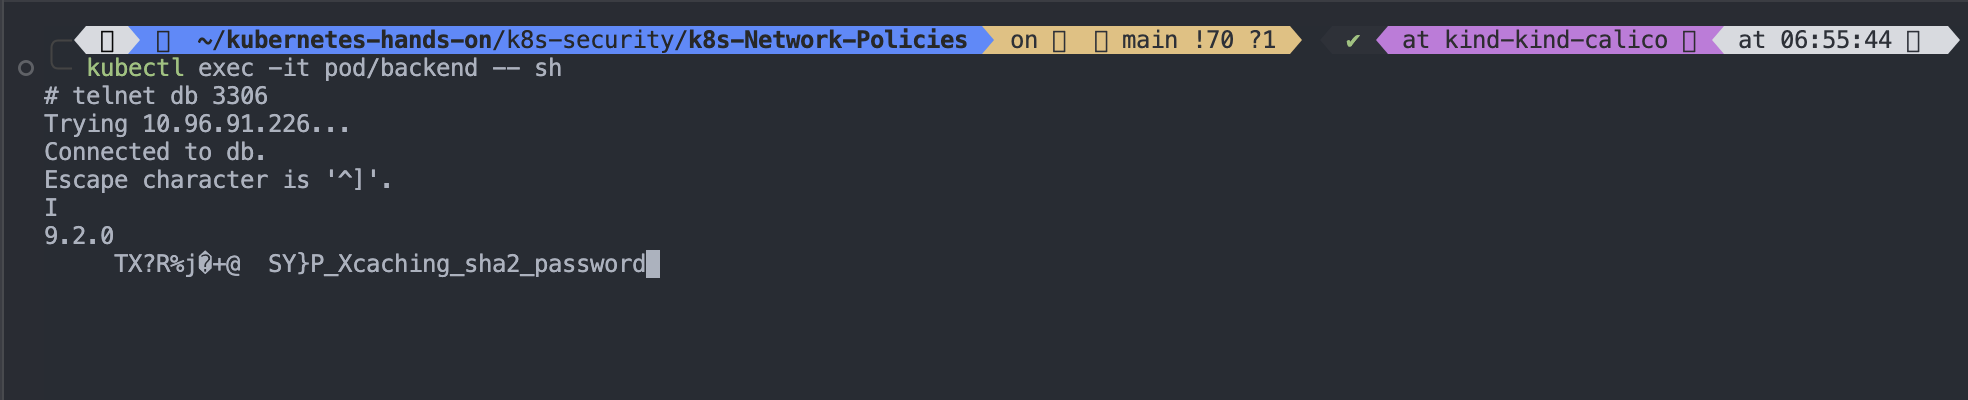 ~/kubernetes-hands-on/k8s-security/k8s-Network-Policies on main !70 ?1 ✔ at kind-kind-calico at 06:55:44
kubectl exec -it pod/backend -- sh
# telnet db 3306
Trying 10.96.91.226...
Connected to db.
Escape character is '^]'.
I
9.2.0
TX?R%j�+@ SY}P_Xcaching_sha2_password